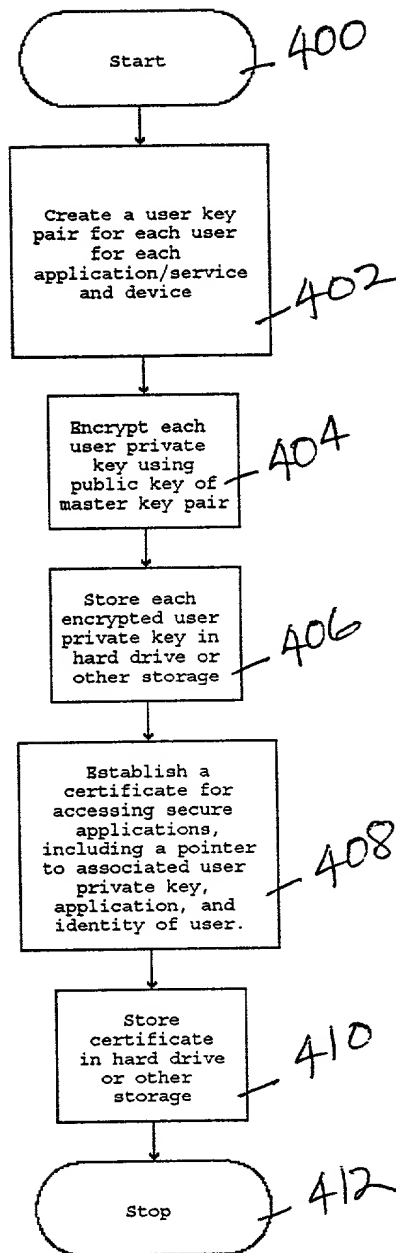 Start
400
Create a user key
pair for each user
for each
application/service
and device
402
Encrypt each
user private
key using
public key of
master key pair
404
Store each
encrypted user
private key in
hard drive or
other storage
406
Establish a
certificate for
accessing secure
applications,
including a pointer
to associated user
private key,
application, and
identity of user.
408
Store
certificate
in hard drive
or other
storage
410
Stop
412